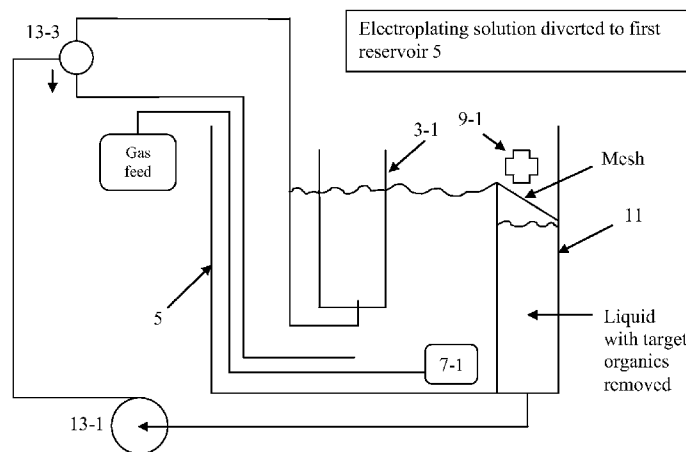 13-3
Electroplating solution diverted to first
reservoir 5
9-1
3-1
Mesh
Gas
feed
11
5
7-1
Liquid
with target
organics
removed
13-1